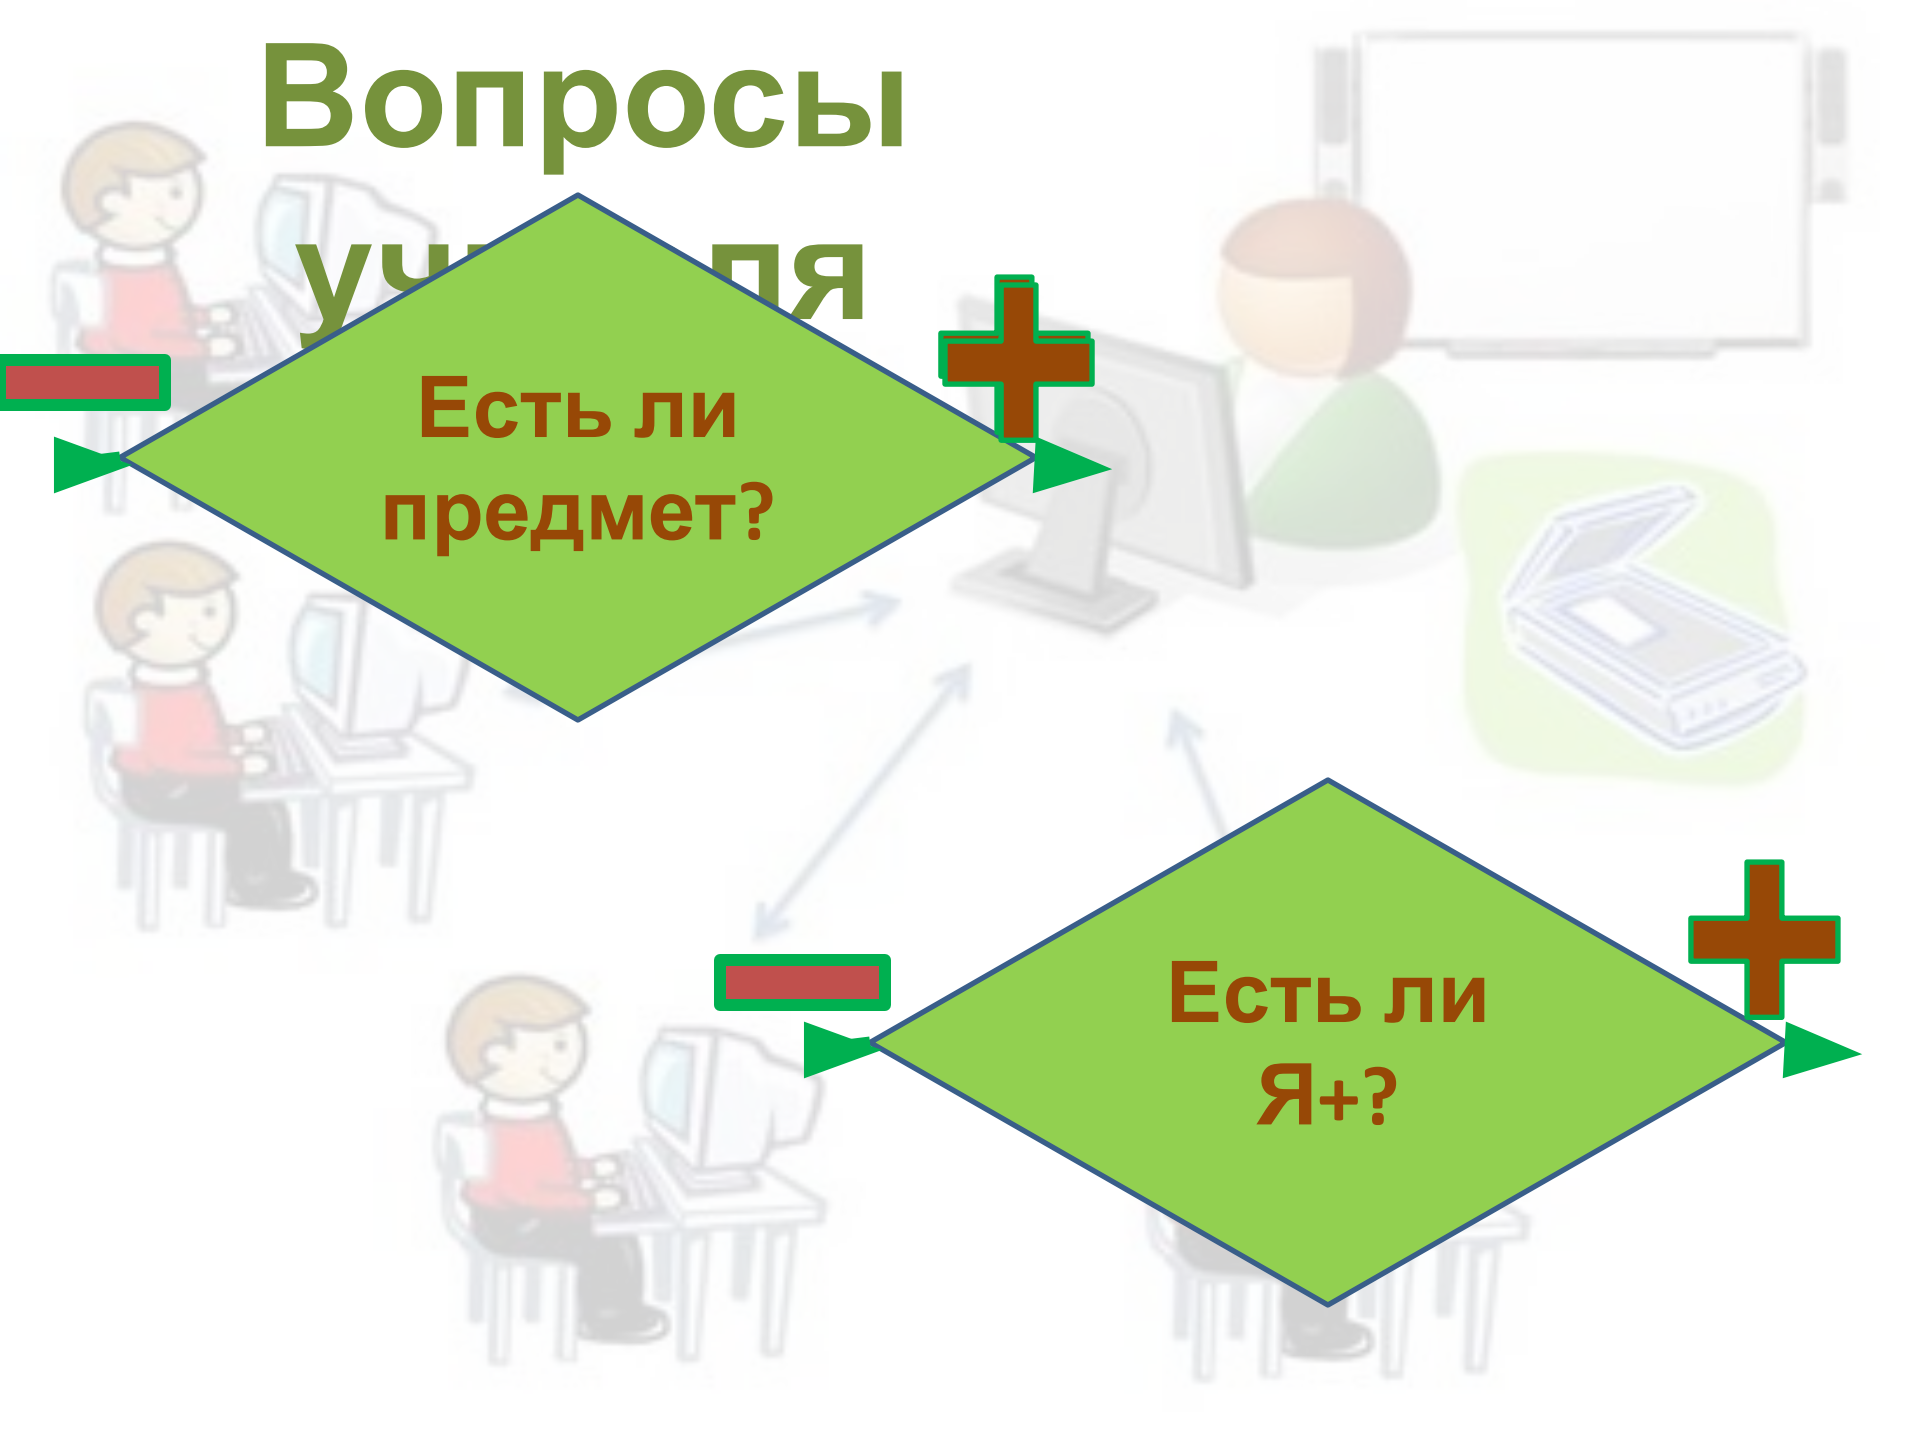 Вопросы
Есть ли
предмет?
Есть ли
Я+?